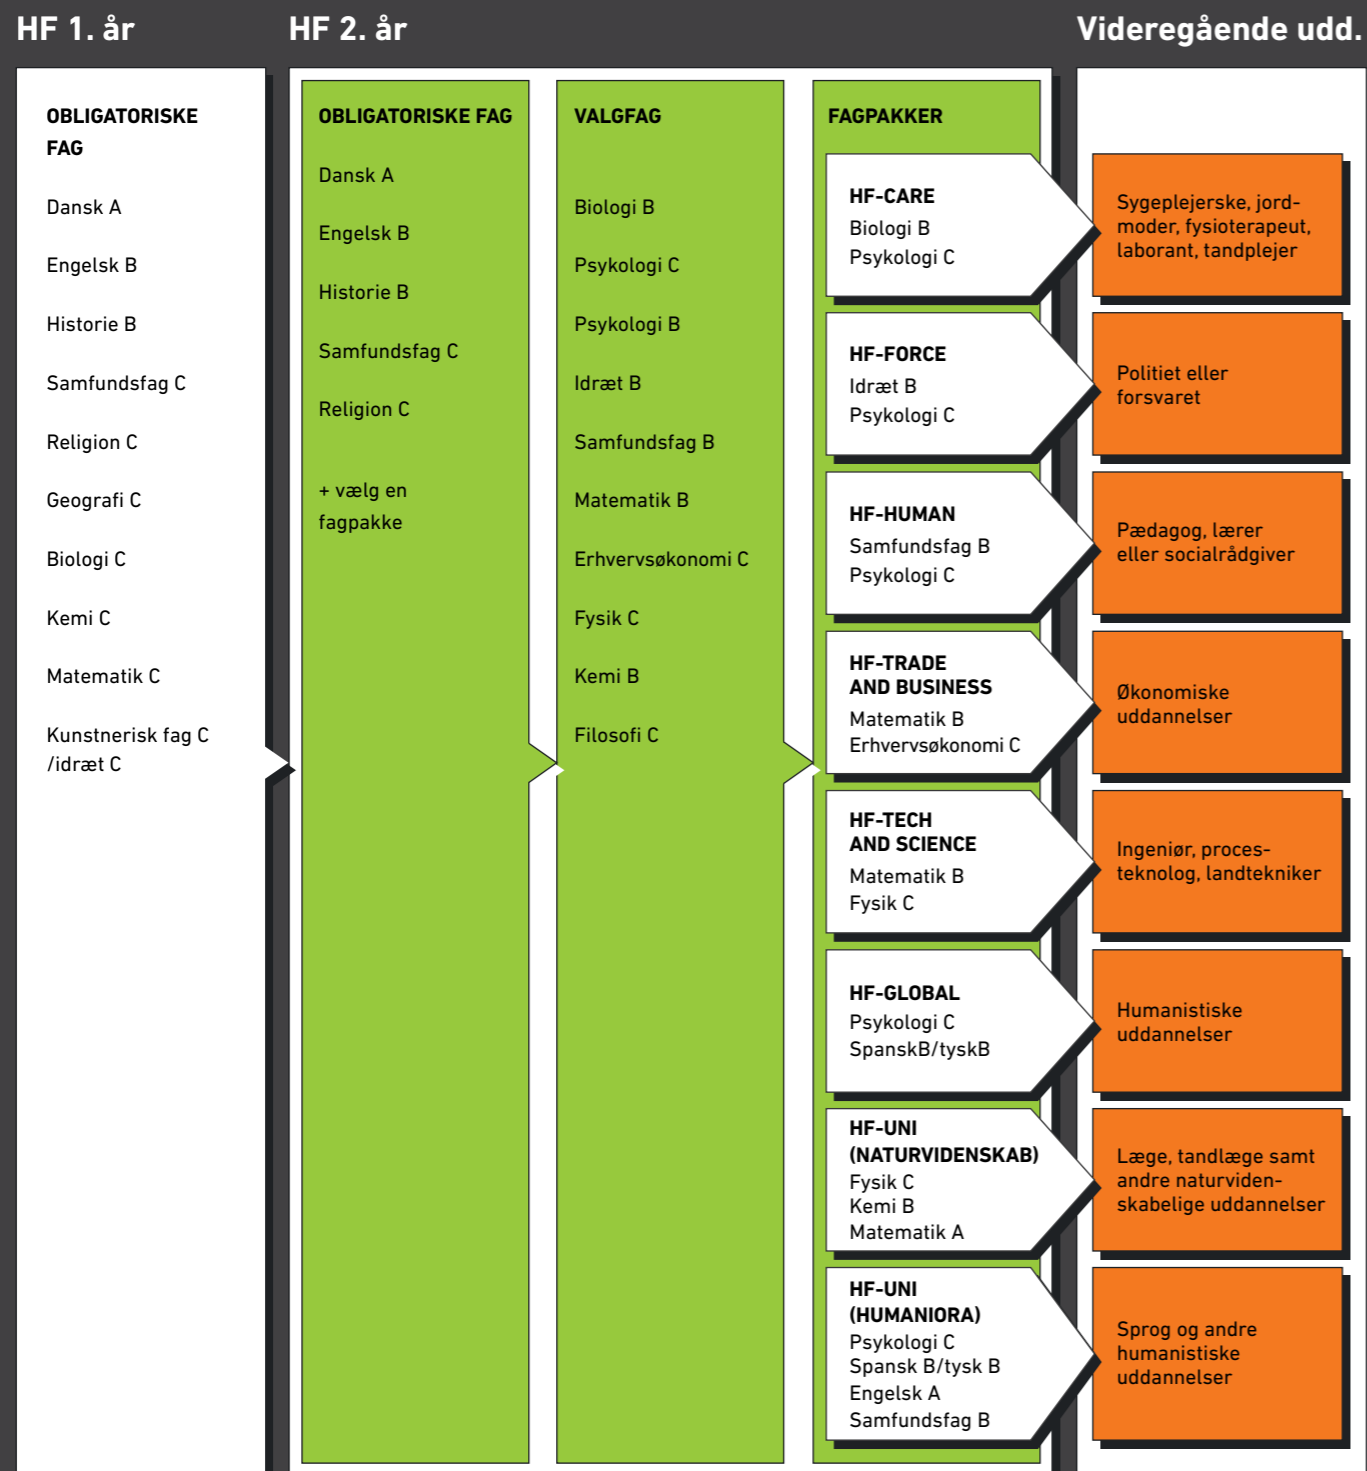 HF 1. år
HF 2. år
Videregående udd.
OBLIGATORISKE
FAG
Dansk A
Engelsk B
Historie B
Samfundsfag C
Religion C
Geografi C
Biologi C
Kemi C
Matematik C
Kunstnerisk fag C
/idræt C
OBLIGATORISKE FAG
Dansk A
Engelsk B
Historie B
Samfundsfag C
Religion C
+ vælg en
fagpakke
VALGFAG
Biologi B
Psykologi C
Psykologi B
Idræt B
Samfundsfag B
Matematik B
Erhvervsøkonomi C
Fysik C
Kemi B
Filosofi C
FAGPAKKER
HF-CARE
Biologi B
Psykologi C
Sygeplejerske, jord-
moder, fysioterapeut,
laborant, tandplejer
HF-FORCE
Idræt B
Psykologi C
Politiet eller
forsvaret
HF-HUMAN
Samfundsfag B
Psykologi C
Pædagog, lærer
eller socialrådgiver
HF-TRADE
AND BUSINESS
Matematik B
Erhvervsøkonomi C
Økonomiske
uddannelser
HF-TECH
AND SCIENCE
Matematik B
Fysik C
Ingeniør, proces-
teknolog, landtekniker
HF-GLOBAL
Psykologi C
SpanskB/tyskB
Humanistiske
uddannelser
HF-UNI
(NATURVIDENSKAB)
Fysik C
Kemi B
Matematik A
Læge, tandlæge samt
andre naturviden-
skabelige uddannelser
HF-UNI
(HUMANIORA)
Psykologi C
Spansk B/tysk B
Engelsk A
Samfundsfag B
Sprog og andre
humanistiske
uddannelser